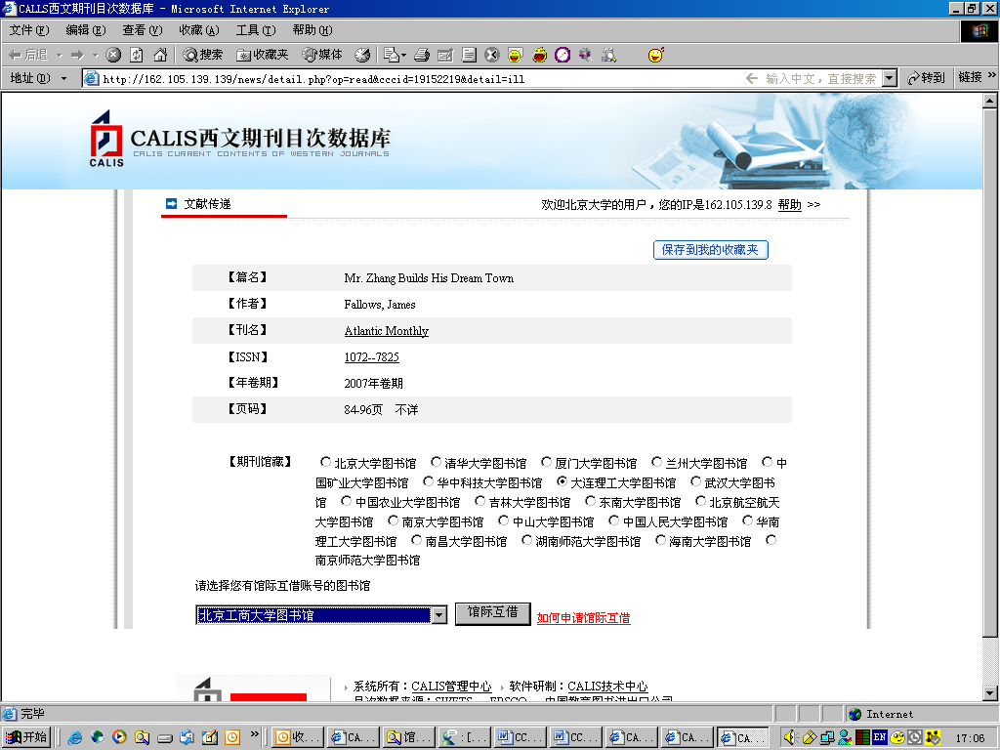 CALIS西文期刊目次数据库 - Microsoft Internet Explorer
文件(F) 编辑(E) 查看(V) 收藏(A) 工具(T) 帮助(H)
后退 搜索 收藏夹 媒体
地址(D) http://162.105.139.139/news/detail.php?op=read&cccid=19152219&detail=ill 输入中文，直接搜索 转到 链接 »
CALIS CALIS西文期刊目次数据库
CALIS CURRENT CONTENTS OF WESTERN JOURNALS
文献传递 欢迎北京大学的用户，您的IP是162.105.139.8 帮助 >>
保存到我的收藏夹
【篇名】 Mr. Zhang Builds His Dream Town
【作者】 Fallows, James
【刊名】 Atlantic Monthly
【ISSN】 1072--7825
【年卷期】 2007年卷期
【页码】 84-96页 不详
【期刊馆藏】 北京大学图书馆 清华大学图书馆 厦门大学图书馆 兰州大学图书馆 中
国矿业大学图书馆 华中科技大学图书馆 大连理工大学图书馆 武汉大学图书
馆 中国农业大学图书馆 吉林大学图书馆 东南大学图书馆 北京航空航天
大学图书馆 南京大学图书馆 中山大学图书馆 中国人民大学图书馆 华南
理工大学图书馆 南昌大学图书馆 湖南师范大学图书馆 海南大学图书馆
南京师范大学图书馆
请选择您有馆际互借账号的图书馆
北京工商大学图书馆 馆际互借 如何申请馆际互借
系统所有：CALIS管理中心 软件研制：CALIS技术中心
目次数据来源：SWETS、 EBSCO、 中国教育图书进出口公司
完毕 Internet
开始 » 收... CA... 馆... : [... CC... CC... CA... CA... CA... EN 17:06